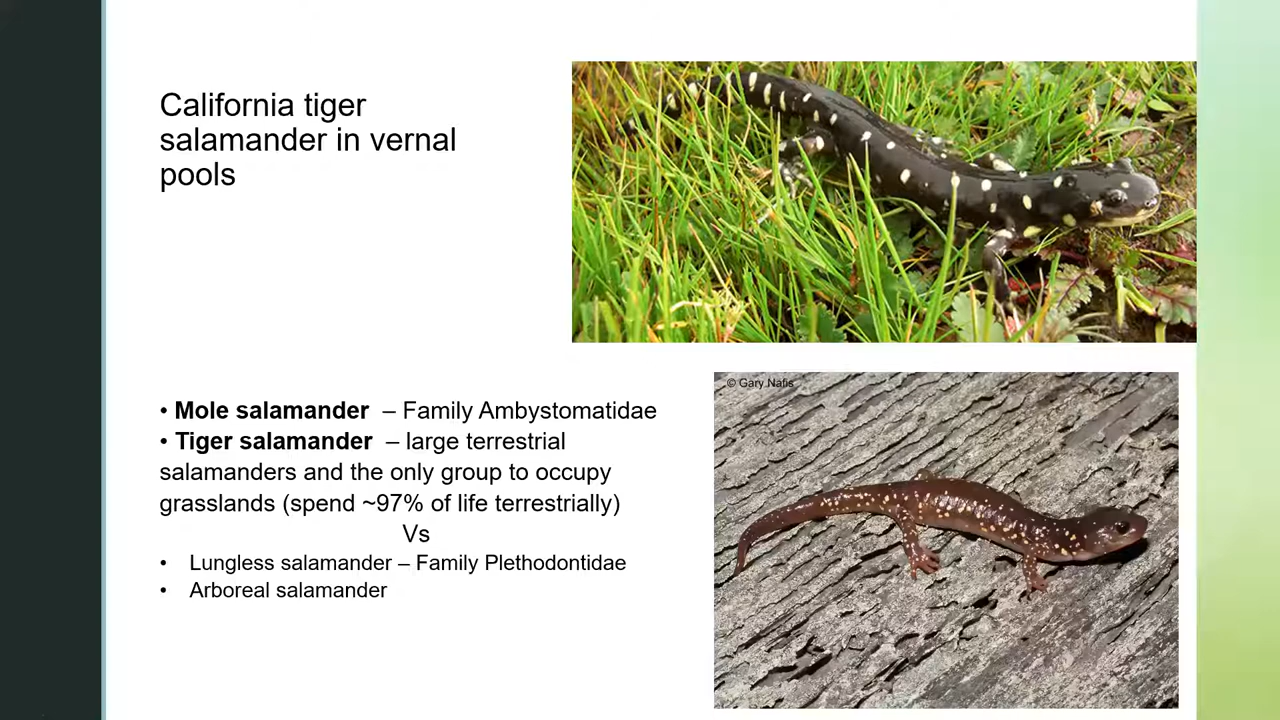 California tiger
salamander in vernal
pools
© Gary Nafis
• Mole salamander – Family Ambystomatidae
• Tiger salamander – large terrestrial
salamanders and the only group to occupy
grasslands (spend ~97% of life terrestrially)
Vs
• Lungless salamander – Family Plethodontidae
• Arboreal salamander